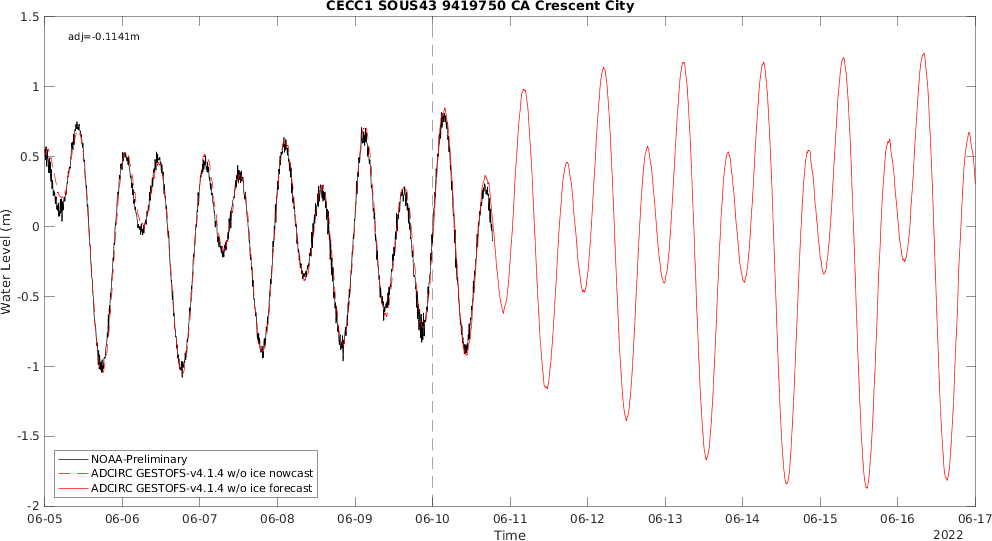 CECC1 SOUS43 9419750 CA Crescent City
adj=-0.1141m
1.5
1
0.5
0
-0.5
-1
-1.5
-2
Water Level (m)
NOAA-Preliminary
ADCIRC GESTOFS-v4.1.4 w/o ice nowcast
ADCIRC GESTOFS-v4.1.4 w/o ice forecast
06-05 06-06 06-07 06-08 06-09 06-10 06-11 06-12 06-13 06-14 06-15 06-16 06-17
Time
2022